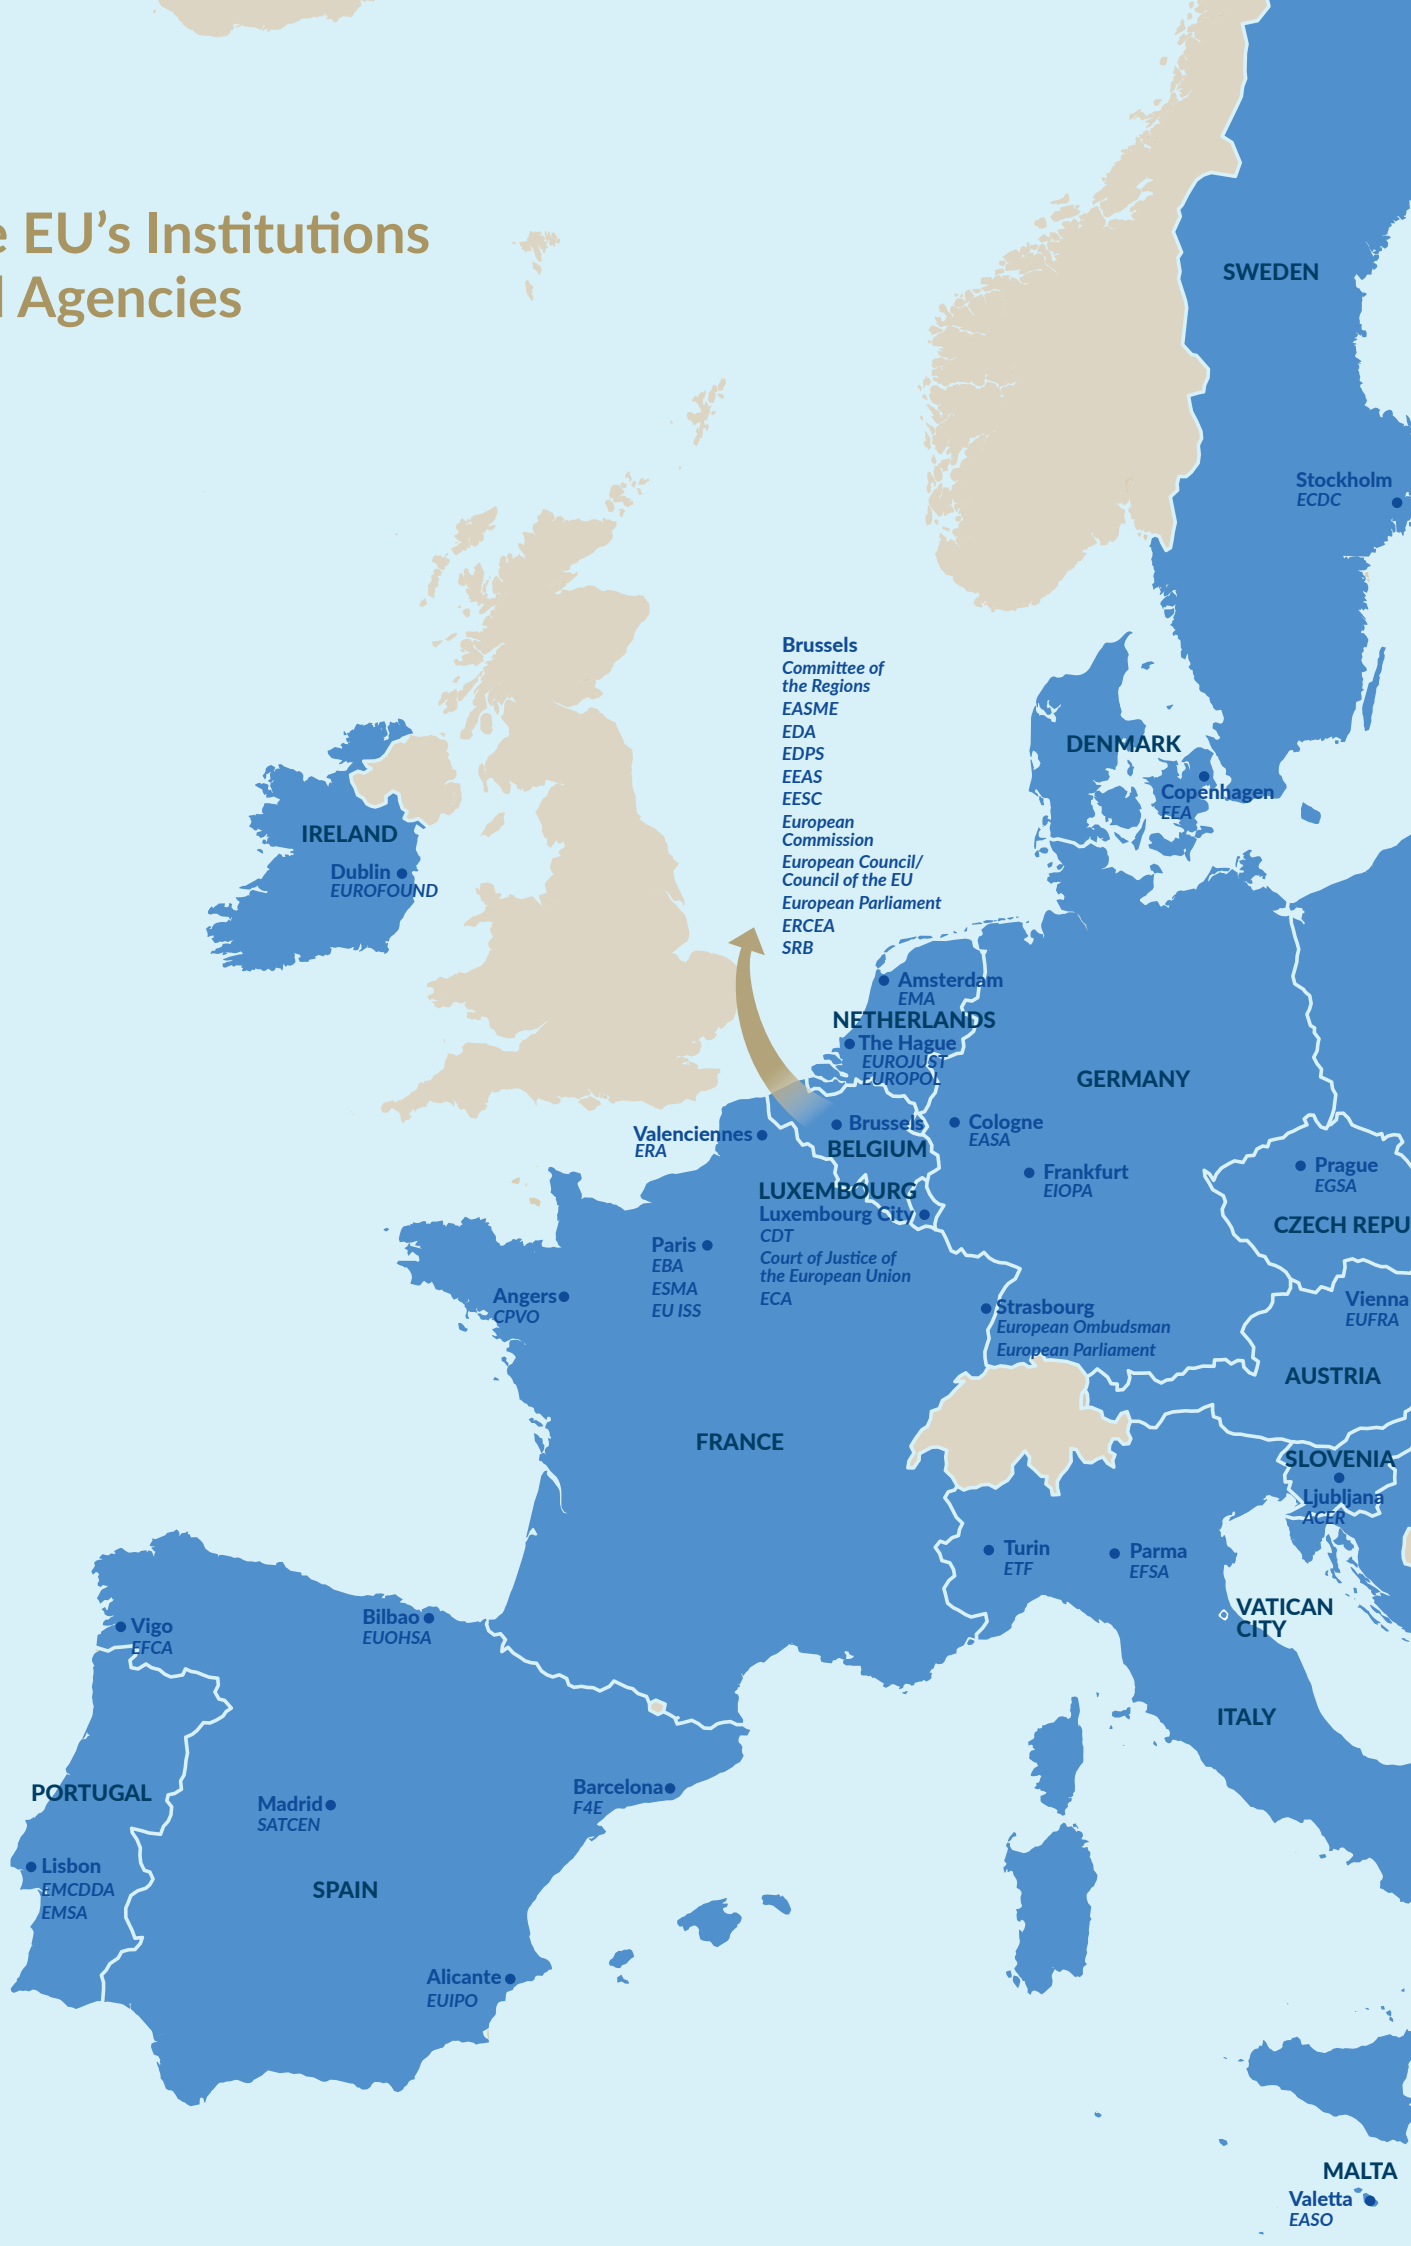 e EU’s Institutions
Agencies
SWEDEN
Stockholm
ECDC
Brussels
Committee of
the Regions
EASME
EDA
EDPS
EEAS
EESC
European
Commission
European Council/
Council of the EU
European Parliament
ERCEA
SRB
DENMARK
Copenhagen
EEA
IRELAND
Dublin
EUROFOUND
Amsterdam
EMA
NETHERLANDS
The Hague
EUROJUST
EUROPOL
GERMANY
Valenciennes
ERA
Brussels
BELGIUM
Cologne
EASA
Frankfurt
EIOPA
Prague
EGSA
CZECH REPU
LUXEMBOURG
Luxembourg City
CDT
Court of Justice of
the European Union
ECA
Paris
EBA
ESMA
EU ISS
Angers
CPVO
Strasbourg
European Ombudsman
European Parliament
Vienna
EUFRA
AUSTRIA
FRANCE
SLOVENIA
Ljubljana
ACER
Turin
ETF
Parma
EFSA
VATICAN
CITY
Vigo
EFCA
Bilbao
EUOHSA
ITALY
PORTUGAL
Madrid
SATCEN
Barcelona
F4E
Lisbon
EMCDDA
EMSA
SPAIN
Alicante
EUIPO
MALTA
Valetta
EASO